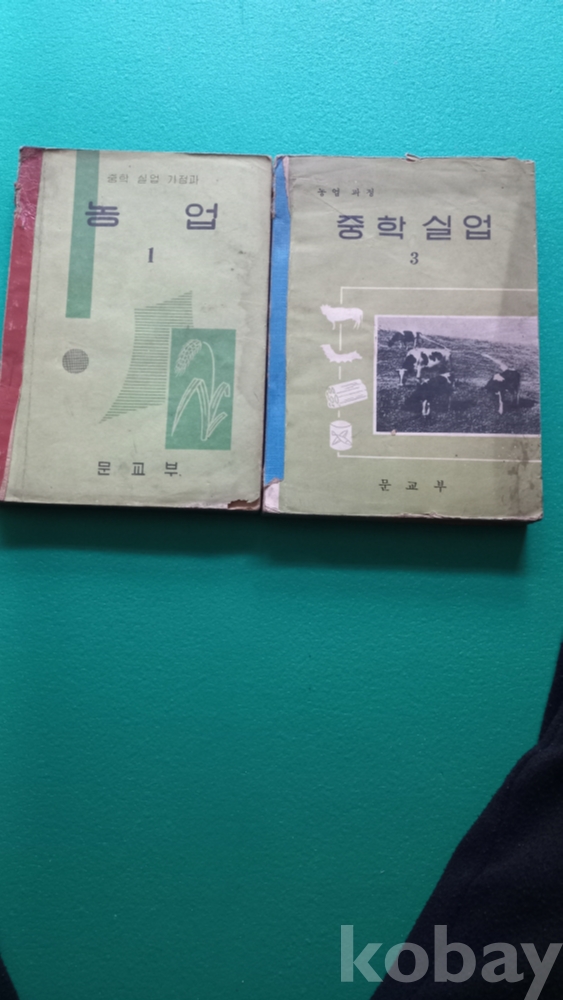 중학 실업 가정과
농 업
1
문 교 부
농업 과정
중학 실업
3
문 교 부
kobay